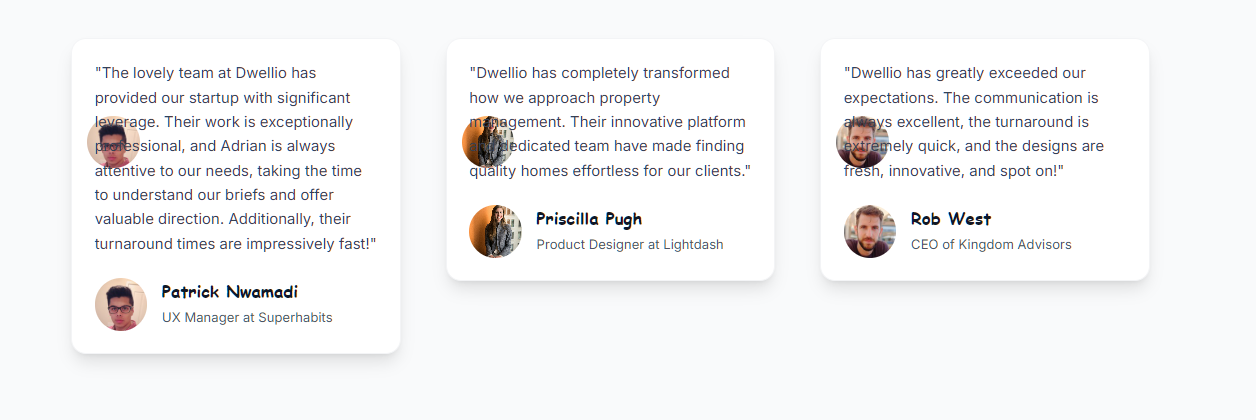 "The lovely team at Dwellio has
provided our startup with significant
leverage. Their work is exceptionally
professional, and Adrian is always
attentive to our needs, taking the time
to understand our briefs and offer
valuable direction. Additionally, their
turnaround times are impressively fast!"
Patrick Nwamadi
UX Manager at Superhabits
"Dwellio has completely transformed
how we approach property
management. Their innovative platform
and dedicated team have made finding
quality homes effortless for our clients."
Priscilla Pugh
Product Designer at Lightdash
"Dwellio has greatly exceeded our
expectations. The communication is
always excellent, the turnaround is
extremely quick, and the designs are
fresh, innovative, and spot on!"
Rob West
CEO of Kingdom Advisors